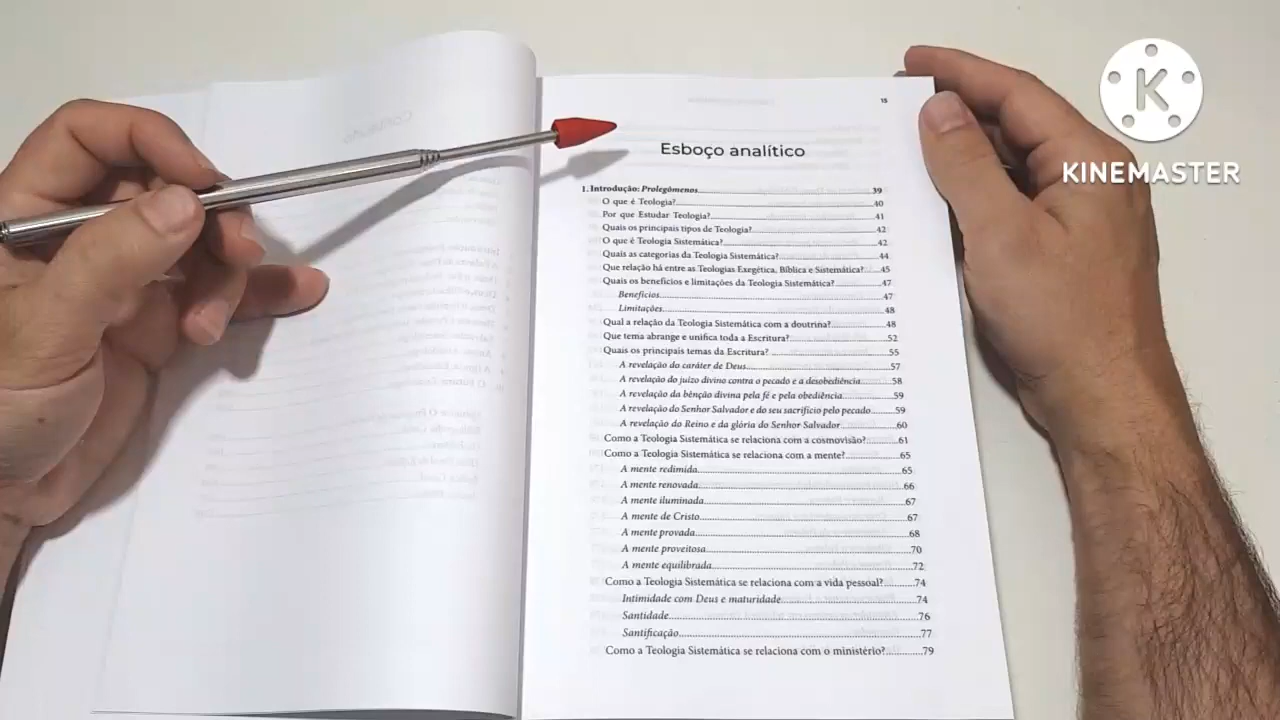 15
Esboço analítico
1. Introdução: Prolegômenos 39
O que é Teologia? 40
Por que Estudar Teologia? 41
Quais os principais tipos de Teologia? 42
O que é Teologia Sistemática? 42
Quais as categorias da Teologia Sistemática? 44
Que relação há entre as Teologias Exegética, Bíblica e Sistemática? 45
Quais os benefícios e limitações da Teologia Sistemática? 47
Benefícios 47
Limitações 48
Qual a relação da Teologia Sistemática com a doutrina? 48
Que tema abrange e unifica toda a Escritura? 52
Quais os principais temas da Escritura? 55
A revelação do caráter de Deus 57
A revelação do juízo divino contra o pecado e a desobediência 58
A revelação da bênção divina pela fé e pela obediência 59
A revelação do Senhor Salvador e do seu sacrifício pelo pecado 59
A revelação do Reino e da glória do Senhor Salvador 60
Como a Teologia Sistemática se relaciona com a cosmovisão? 61
Como a Teologia Sistemática se relaciona com a mente? 65
A mente redimida 65
A mente renovada 66
A mente iluminada 67
A mente de Cristo 67
A mente provada 68
A mente proveitosa 70
A mente equilibrada 72
Como a Teologia Sistemática se relaciona com a vida pessoal? 74
Intimidade com Deus e maturidade 74
Santidade 76
Santificação 77
Como a Teologia Sistemática se relaciona com o ministério? 79
K
KINEMASTER